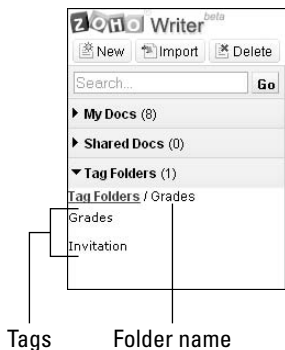 ZOHO Writer beta
New Import Delete
Search... Go
My Docs (8)
Shared Docs (0)
Tag Folders (1)
Tag Folders / Grades
Grades
Invitation
Tags Folder name